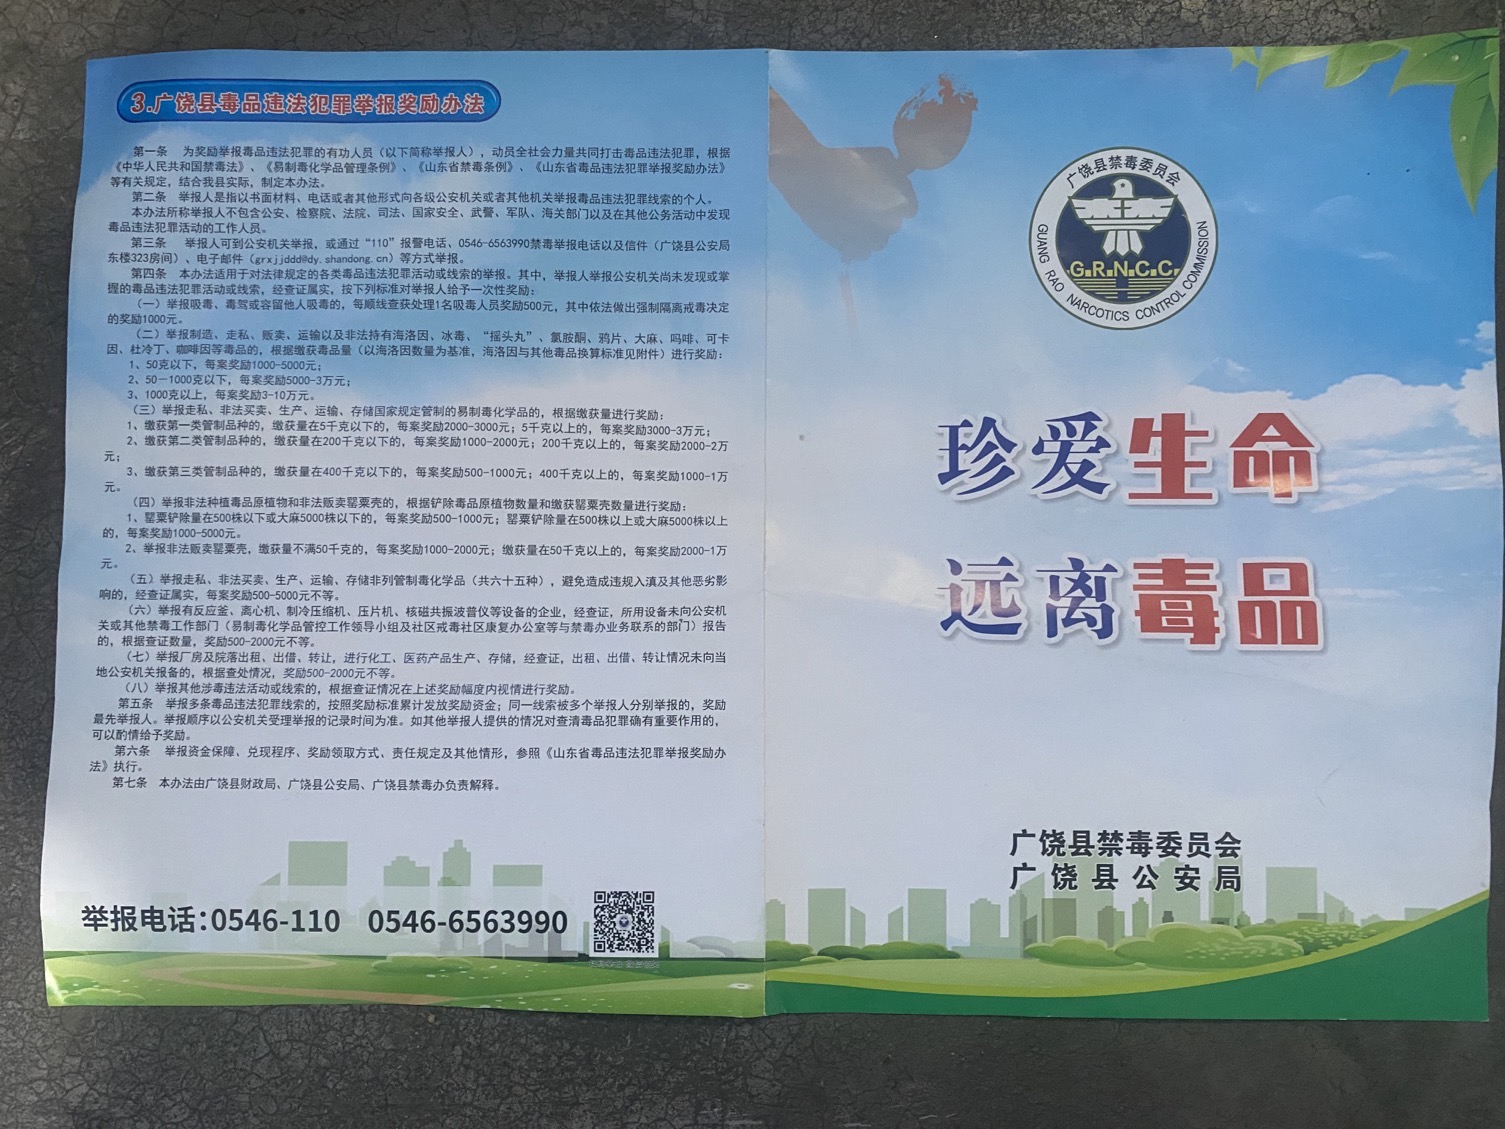 3.广饶县毒品违法犯罪举报奖励办法
第一条 为奖励举报毒品违法犯罪的有功人员（以下简称举报人），动员全社会力量共同打击毒品违法犯罪，根据
《中华人民共和国禁毒法》、《易制毒化学品管理条例》、《山东省禁毒条例》、《山东省毒品违法犯罪举报奖励办法》
等有关规定，结合我县实际，制定本办法。
第二条 举报人是指以书面材料、电话或者其他形式向各级公安机关或者其他机关举报毒品违法犯罪线索的个人。
本办法所称举报人不包含公安、检察院、法院、司法、国家安全、武警、军队、海关部门以及在其他公务活动中发现
毒品违法犯罪活动的工作人员。
第三条 举报人可到公安机关举报，或通过“110”报警电话、0546-6563990禁毒举报电话以及信件（广饶县公安局
东楼323房间）、电子邮件（grxjjddd@dy.shandong.cn）等方式举报。
第四条 本办法适用于对法律规定的各类毒品违法犯罪活动或线索的举报。其中，举报人举报公安机关尚未发现或掌
握的毒品违法犯罪活动或线索，经查证属实，按下列标准对举报人给予一次性奖励：
（一）举报吸毒、毒驾或容留他人吸毒的，每顺线查获处理1名吸毒人员奖励500元，其中依法做出强制隔离戒毒决定
的奖励1000元。
（二）举报制造、走私、贩卖、运输以及非法持有海洛因、冰毒、“摇头丸”、氯胺酮、鸦片、大麻、吗啡、可卡
因、杜冷丁、咖啡因等毒品的，根据缴获毒品量（以海洛因数量为基准，海洛因与其他毒品换算标准见附件）进行奖励：
1、50克以下，每案奖励1000-5000元；
2、50－1000克以下，每案奖励5000-3万元；
3、1000克以上，每案奖励3-10万元。
（三）举报走私、非法买卖、生产、运输、存储国家规定管制的易制毒化学品的，根据缴获量进行奖励：
1、缴获第一类管制品种的，缴获量在5千克以下的，每案奖励2000-3000元；5千克以上的，每案奖励3000-3万元；
2、缴获第二类管制品种的，缴获量在200千克以下的，每案奖励1000-2000元；200千克以上的，每案奖励2000-2万
元；
3、缴获第三类管制品种的，缴获量在400千克以下的，每案奖励500-1000元；400千克以上的，每案奖励1000-1万
元。
（四）举报非法种植毒品原植物和非法贩卖罂粟壳的，根据铲除毒品原植物数量和缴获罂粟壳数量进行奖励：
1、罂粟铲除量在500株以下或大麻5000株以下的，每案奖励500-1000元；罂粟铲除量在500株以上或大麻5000株以上
的，每案奖励1000-5000元。
2、举报非法贩卖罂粟壳，缴获量不满50千克的，每案奖励1000-2000元；缴获量在50千克以上的，每案奖励2000-1万
元。
（五）举报走私、非法买卖、生产、运输、存储非列管制毒化学品（共六十五种），避免造成违规入滇及其他恶劣影
响的，经查证属实，每案奖励500-5000元不等。
（六）举报有反应釜、离心机、制冷压缩机、压片机、核磁共振波普仪等设备的企业，经查证，所用设备未向公安机
关或其他禁毒工作部门（易制毒化学品管控工作领导小组及社区戒毒社区康复办公室等与禁毒办业务联系的部门）报告
的，根据查证数量，奖励500-2000元不等。
（七）举报厂房及院落出租、出借、转让，进行化工、医药产品生产、存储，经查证，出租、出借、转让情况未向当
地公安机关报备的，根据查处情况，奖励500-2000元不等。
（八）举报其他涉毒违法活动或线索的，根据查证情况在上述奖励幅度内视情进行奖励。
第五条 举报多条毒品违法犯罪线索的，按照奖励标准累计发放奖励资金；同一线索被多个举报人分别举报的，奖励
最先举报人。举报顺序以公安机关受理举报的记录时间为准。如其他举报人提供的情况对查清毒品犯罪确有重要作用的，
可以酌情给予奖励。
第六条 举报资金保障、兑现程序、奖励领取方式、责任规定及其他情形，参照《山东省毒品违法犯罪举报奖励办
法》执行。
第七条 本办法由广饶县财政局、广饶县公安局、广饶县禁毒办负责解释。
举报电话:0546-110 0546-6563990
广饶县禁毒委员会
G.R.N.C.C.
GUANG RAO NARCOTICS CONTROL COMMISSION
珍爱生命
远离毒品
广饶县禁毒委员会
广饶县公安局